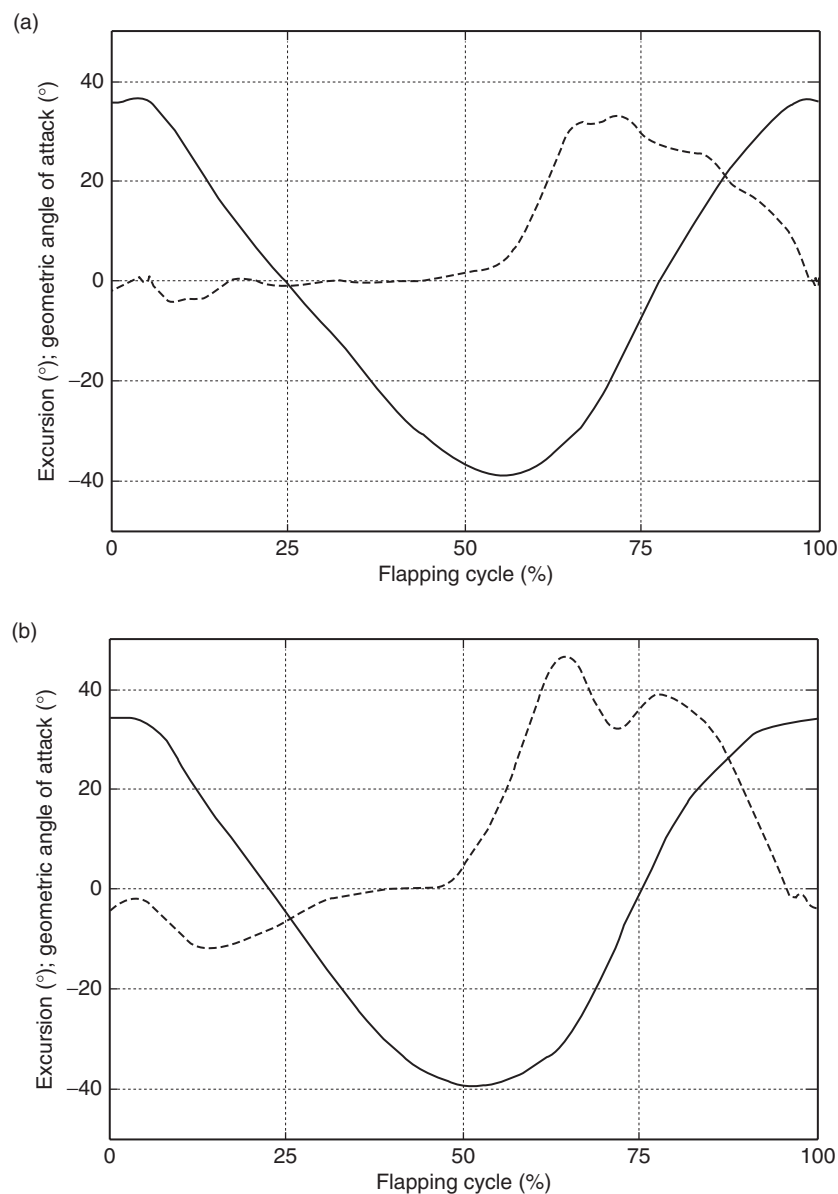 (a)
Excursion (°); geometric angle of attack (°)
40
20
0
−20
−40
0 25 50 75 100
Flapping cycle (%)
(b)
Excursion (°); geometric angle of attack (°)
40
20
0
−20
−40
0 25 50 75 100
Flapping cycle (%)